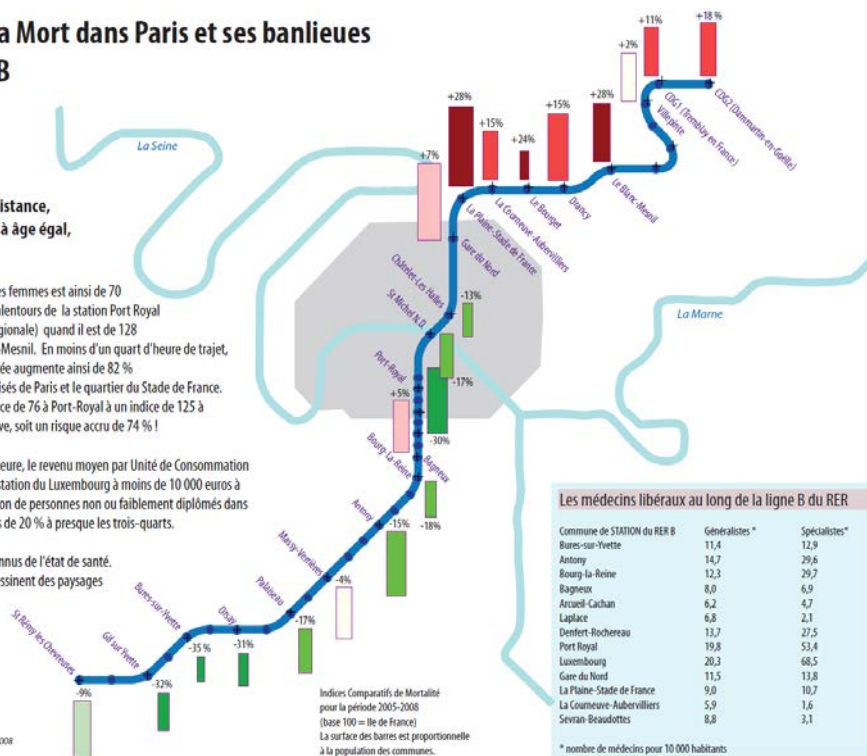 a Mort dans Paris et ses banlieues
B
istance,
à âge égal,
es femmes est ainsi de 70
alentours de la station Port Royal
gionale) quand il est de 128
-Mesnil. En moins d'un quart d'heure de trajet,
ée augmente ainsi de 82 %
isés de Paris et le quartier du Stade de France.
ce de 76 à Port-Royal à un indice de 125 à
ve, soit un risque accru de 74 % !
eure, le revenu moyen par Unité de Consommation
station du Luxembourg à moins de 10 000 euros à
on de personnes non ou faiblement diplômés dans
s de 20 % à presque les trois-quarts.
nnus de l'état de santé.
essinent des paysages
008
La Seine
La Marne
+7%
+28%
+15%
+24%
+15%
+28%
+2%
+11%
+18 %
CDG2 (Dammartin-en-Goëlle)
CDG1 (Tremblay en France)
Villepinte
Le Blanc-Mesnil
Drancy
Le Bourget
La Courneuve-Aubervilliers
La Plaine-Stade de France
Gare du Nord
Châtelet-Les Halles
St Michel N.D.
-13%
-17%
Port-Royal
-30%
+5%
Bourg-La-Reine
Bagneux
-18%
Antony
-15%
Massy-Verrières
-4%
Palaiseau
-17%
Orsay
-31%
Bures-sur-Yvette
-35 %
Gif sur Yvette
-32%
St Rémy les Chevreuses
-9%
Indices Comparatifs de Mortalité
pour la période 2005-2008
(base 100 = Ile de France)
La surface des barres est proportionelle
à la population des communes.
Les médecins libéraux au long de la ligne B du RER
Commune de STATION du RER B Généralistes * Spécialistes*
Bures-sur-Yvette 11,4 12,9
Antony 14,7 29,6
Bourg-la-Reine 12,3 29,7
Bagneux 8,0 6,9
Arcueil-Cachan 6,2 4,7
Laplace 6,8 2,1
Denfert-Rochereau 13,7 27,5
Port Royal 19,8 53,4
Luxembourg 20,3 68,5
Gare du Nord 11,5 13,8
La Plaine-Stade de France 9,0 10,7
La Courneuve-Aubervilliers 5,9 1,6
Sevran-Beaudottes 8,8 3,1
* nombre de médecins pour 10 000 habitants